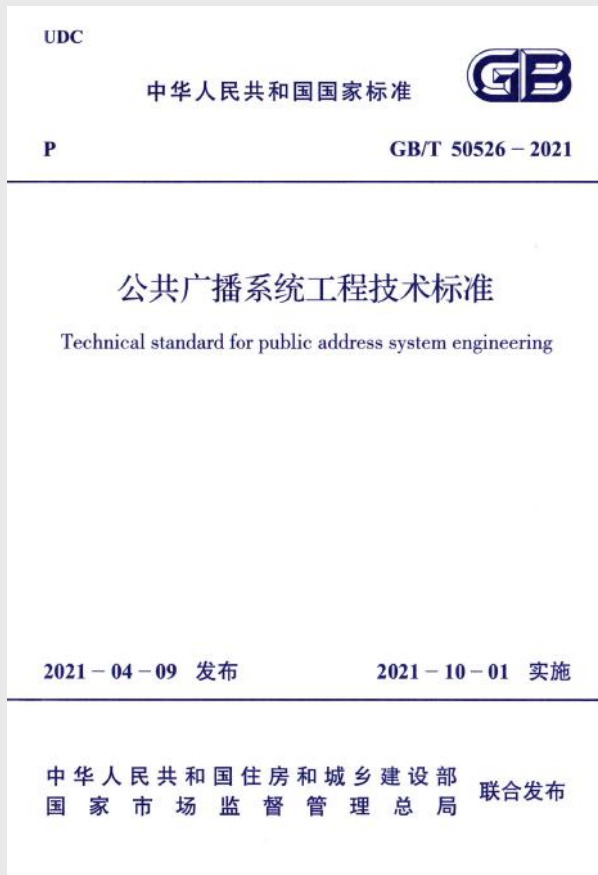 UDC
中华人民共和国国家标准
GB
P
GB/T 50526－2021
公共广播系统工程技术标准
Technical standard for public address system engineering
2021－04－09 发布
2021－10－01 实施
中华人民共和国住房和城乡建设部
国家市场监督管理总局
联合发布